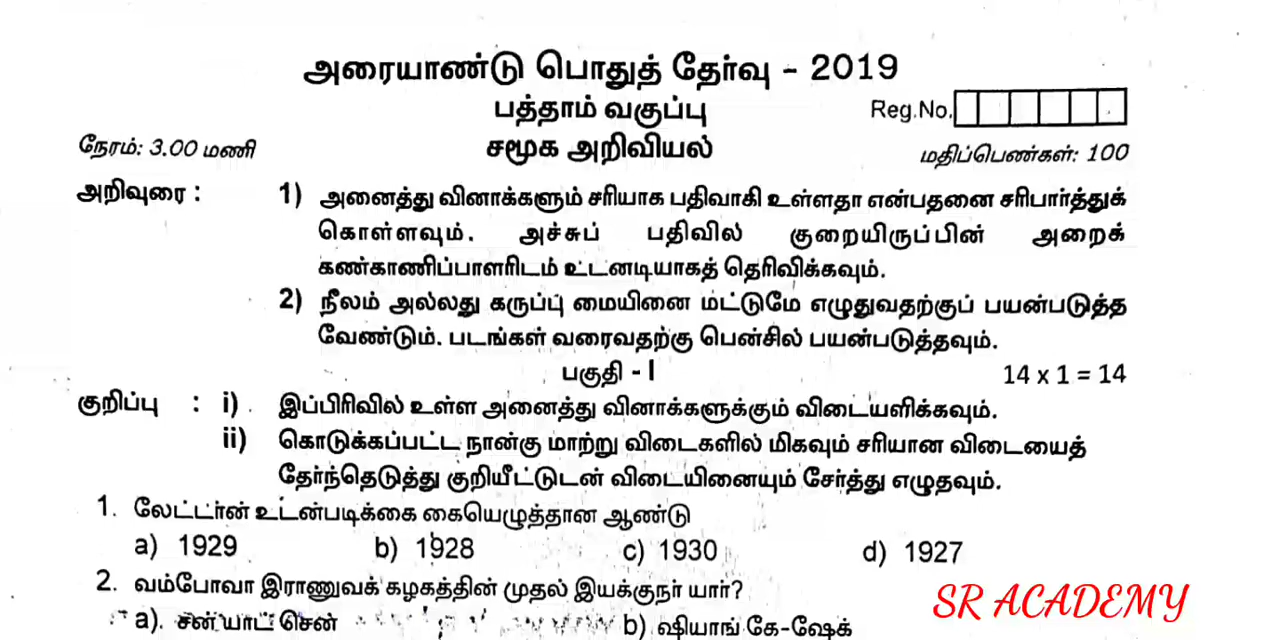 அரையாண்டு பொதுத் தேர்வு - 2019
பத்தாம் வகுப்பு
Reg.No.
நேரம்: 3.00 மணி
சமூக அறிவியல்
மதிப்பெண்கள்: 100
அறிவுரை : 1) அனைத்து வினாக்களும் சரியாக பதிவாகி உள்ளதா என்பதனை சரிபார்த்துக்
கொள்ளவும். அச்சுப் பதிவில் குறையிருப்பின் அறைக்
கண்காணிப்பாளரிடம் உடனடியாகத் தெரிவிக்கவும்.
2) நீலம் அல்லது கருப்பு மையினை மட்டுமே எழுதுவதற்குப் பயன்படுத்த
வேண்டும். படங்கள் வரைவதற்கு பென்சில் பயன்படுத்தவும்.
பகுதி - I 14 x 1 = 14
குறிப்பு : i) இப்பிரிவில் உள்ள அனைத்து வினாக்களுக்கும் விடையளிக்கவும்.
ii) கொடுக்கப்பட்ட நான்கு மாற்று விடைகளில் மிகவும் சரியான விடையைத்
தேர்ந்தெடுத்து குறியீட்டுடன் விடையினையும் சேர்த்து எழுதவும்.
1. லேட்டரன் உடன்படிக்கை கையெழுத்தான ஆண்டு
a) 1929 b) 1928 c) 1930 d) 1927
2. வம்போவா இராணுவக் கழகத்தின் முதல் இயக்குநர் யார்?
a). சன் யாட் சென் b) ஷியாங் கே-ஷேக்
SR ACADEMY